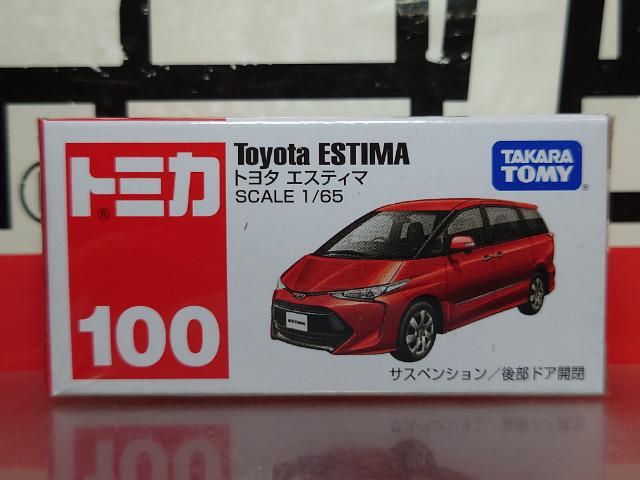 トミカ®
100
Toyota ESTIMA
トヨタ エスティマ
SCALE 1/65
TAKARA
TOMY®
ESTIMA
サスペンション/後部ドア開閉